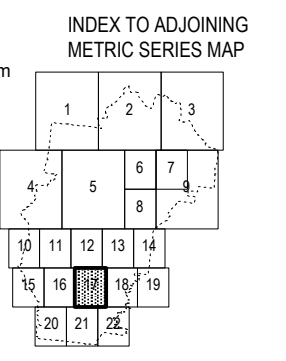 INDEX TO ADJOINING
METRIC SERIES MAP
m
1 2 3
4 5 6 7 9
8
10 11 12 13 14
15 16 17 18 19
20 21 22